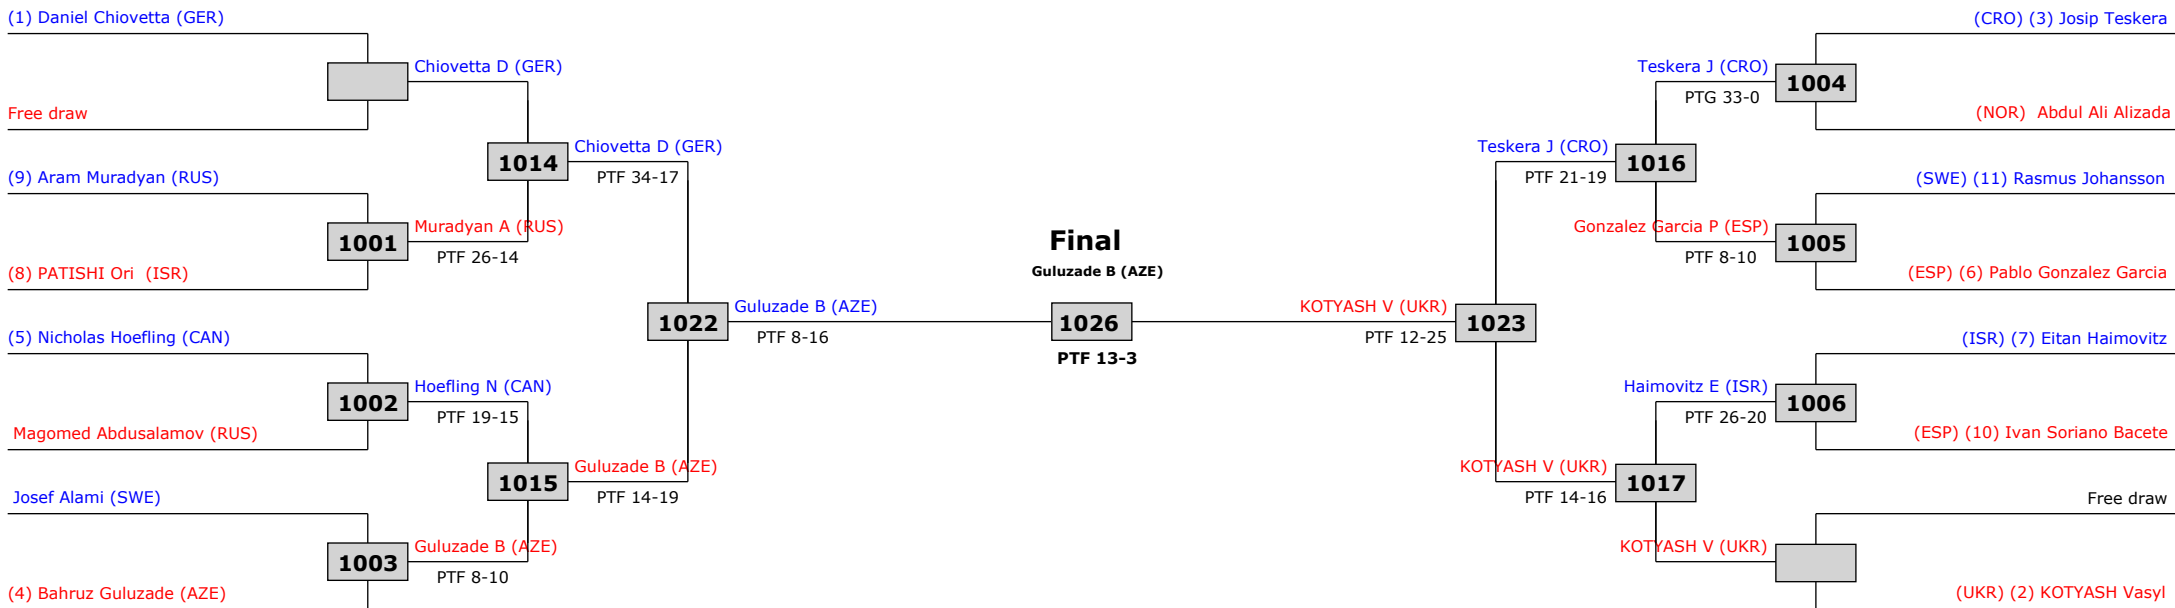 (1) Daniel Chiovetta (GER)
Chiovetta D (GER)
Free draw
1014
Chiovetta D (GER)
PTF 34-17
(9) Aram Muradyan (RUS)
1001
Muradyan A (RUS)
PTF 26-14
(8) PATISHI Ori  (ISR)
1022
Guluzade B (AZE)
PTF 8-16
(5) Nicholas Hoefling (CAN)
1002
Hoefling N (CAN)
PTF 19-15
Magomed Abdusalamov (RUS)
1015
Guluzade B (AZE)
PTF 14-19
Josef Alami (SWE)
1003
Guluzade B (AZE)
PTF 8-10
(4) Bahruz Guluzade (AZE)
Final
Guluzade B (AZE)
1026
PTF 13-3
(CRO) (3) Josip Teskera
Teskera J (CRO)
1004
PTG 33-0
(NOR)  Abdul Ali Alizada
Teskera J (CRO)
1016
PTF 21-19
(SWE) (11) Rasmus Johansson
Gonzalez Garcia P (ESP)
1005
PTF 8-10
(ESP) (6) Pablo Gonzalez Garcia
KOTYASH V (UKR)
1023
PTF 12-25
(ISR) (7) Eitan Haimovitz
Haimovitz E (ISR)
1006
PTF 26-20
(ESP) (10) Ivan Soriano Bacete
KOTYASH V (UKR)
1017
PTF 14-16
Free draw
KOTYASH V (UKR)
(UKR) (2) KOTYASH Vasyl